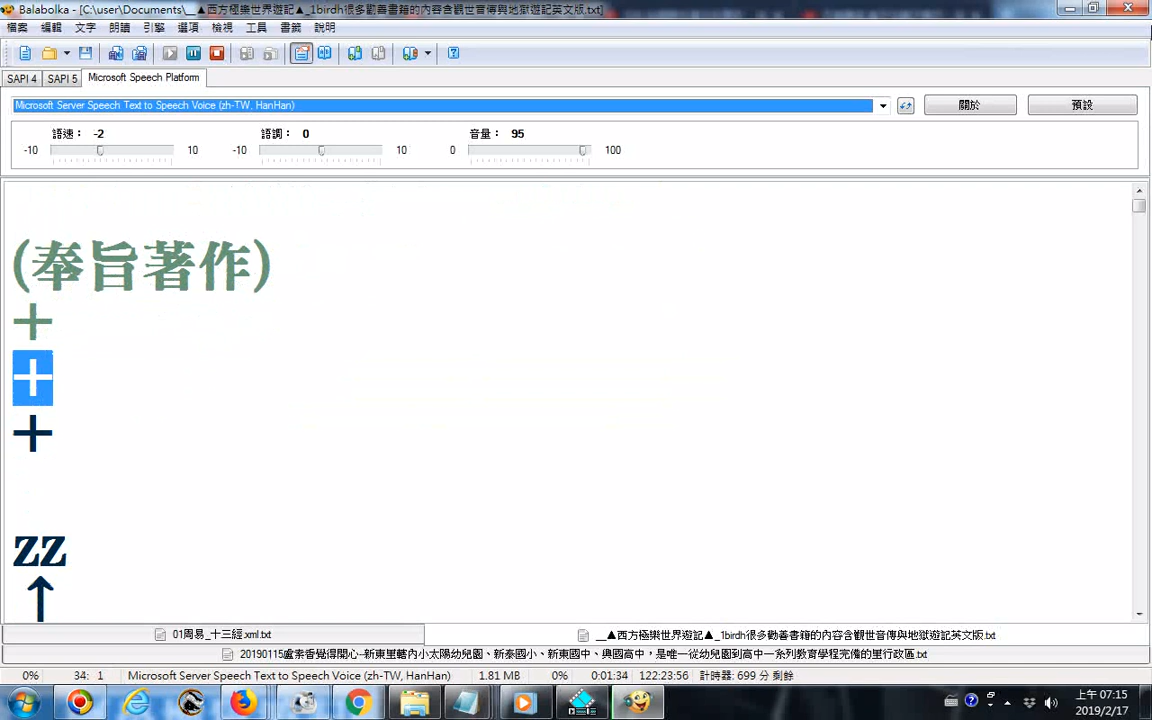 Balabolka - [C:\user\Documents\__▲西方極樂世界遊記▲_1birdh很多勸善書籍的內容含觀世音傳與地獄遊記英文版.txt]
檔案 編輯 文字 朗讀 引擎 選項 檢視 工具 書籤 說明
SAPI 4 SAPI 5 Microsoft Speech Platform
Microsoft Server Speech Text to Speech Voice (zh-TW, HanHan)
關於 預設
語速： -2 語調： 0 音量： 95
-10 10 -10 10 0 100
(奉旨著作)
＋
＋
＋
zz
↑
01周易_十三經.xml.txt __▲西方極樂世界遊記▲_1birdh很多勸善書籍的內容含觀世音傳與地獄遊記英文版.txt
20190115盧素香覺得開心--新東里轄內小太陽幼兒園、新泰國小、新東國中、興國高中，是唯一從幼兒園到高中一系列教育學程完備的里行政區.txt
0% 34: 1 Microsoft Server Speech Text to Speech Voice (zh-TW, HanHan) 1.81 MB 0% 0:01:34 122:23:56 計時器：699 分 剩餘
上午 07:15
2019/2/17